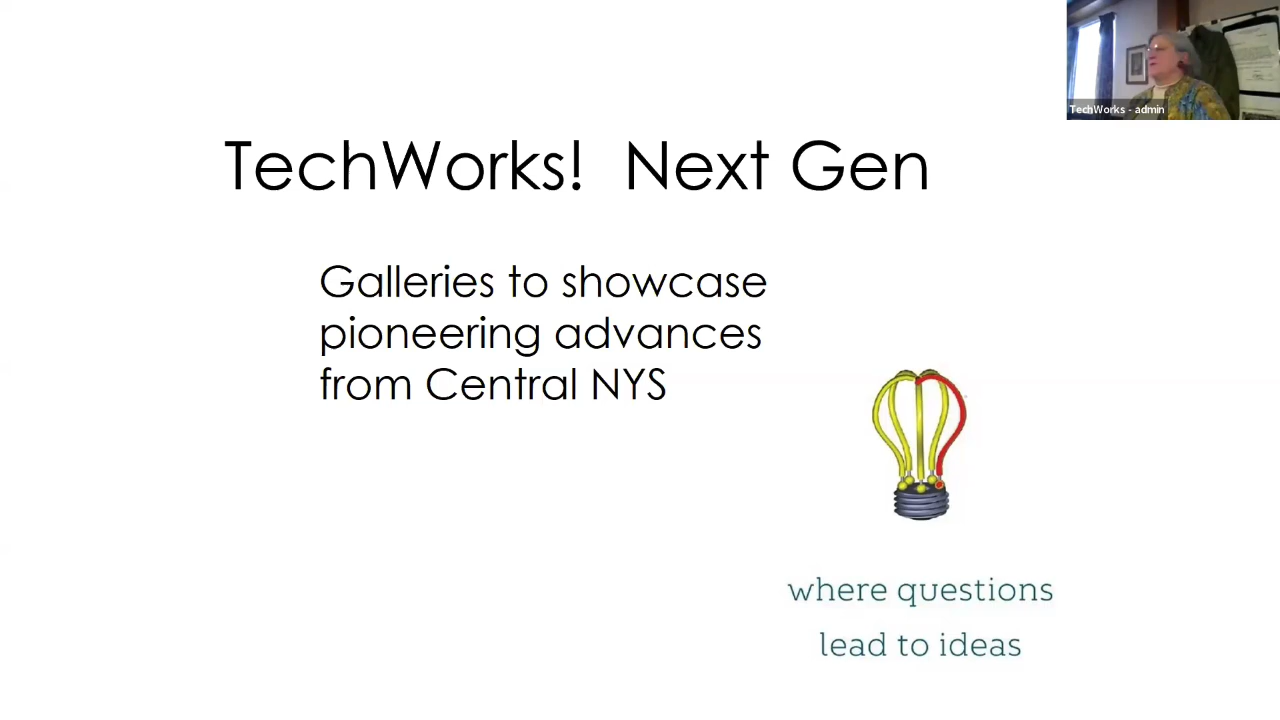 TechWorks - admin
TechWorks! Next Gen
Galleries to showcase
pioneering advances
from Central NYS
where questions
lead to ideas